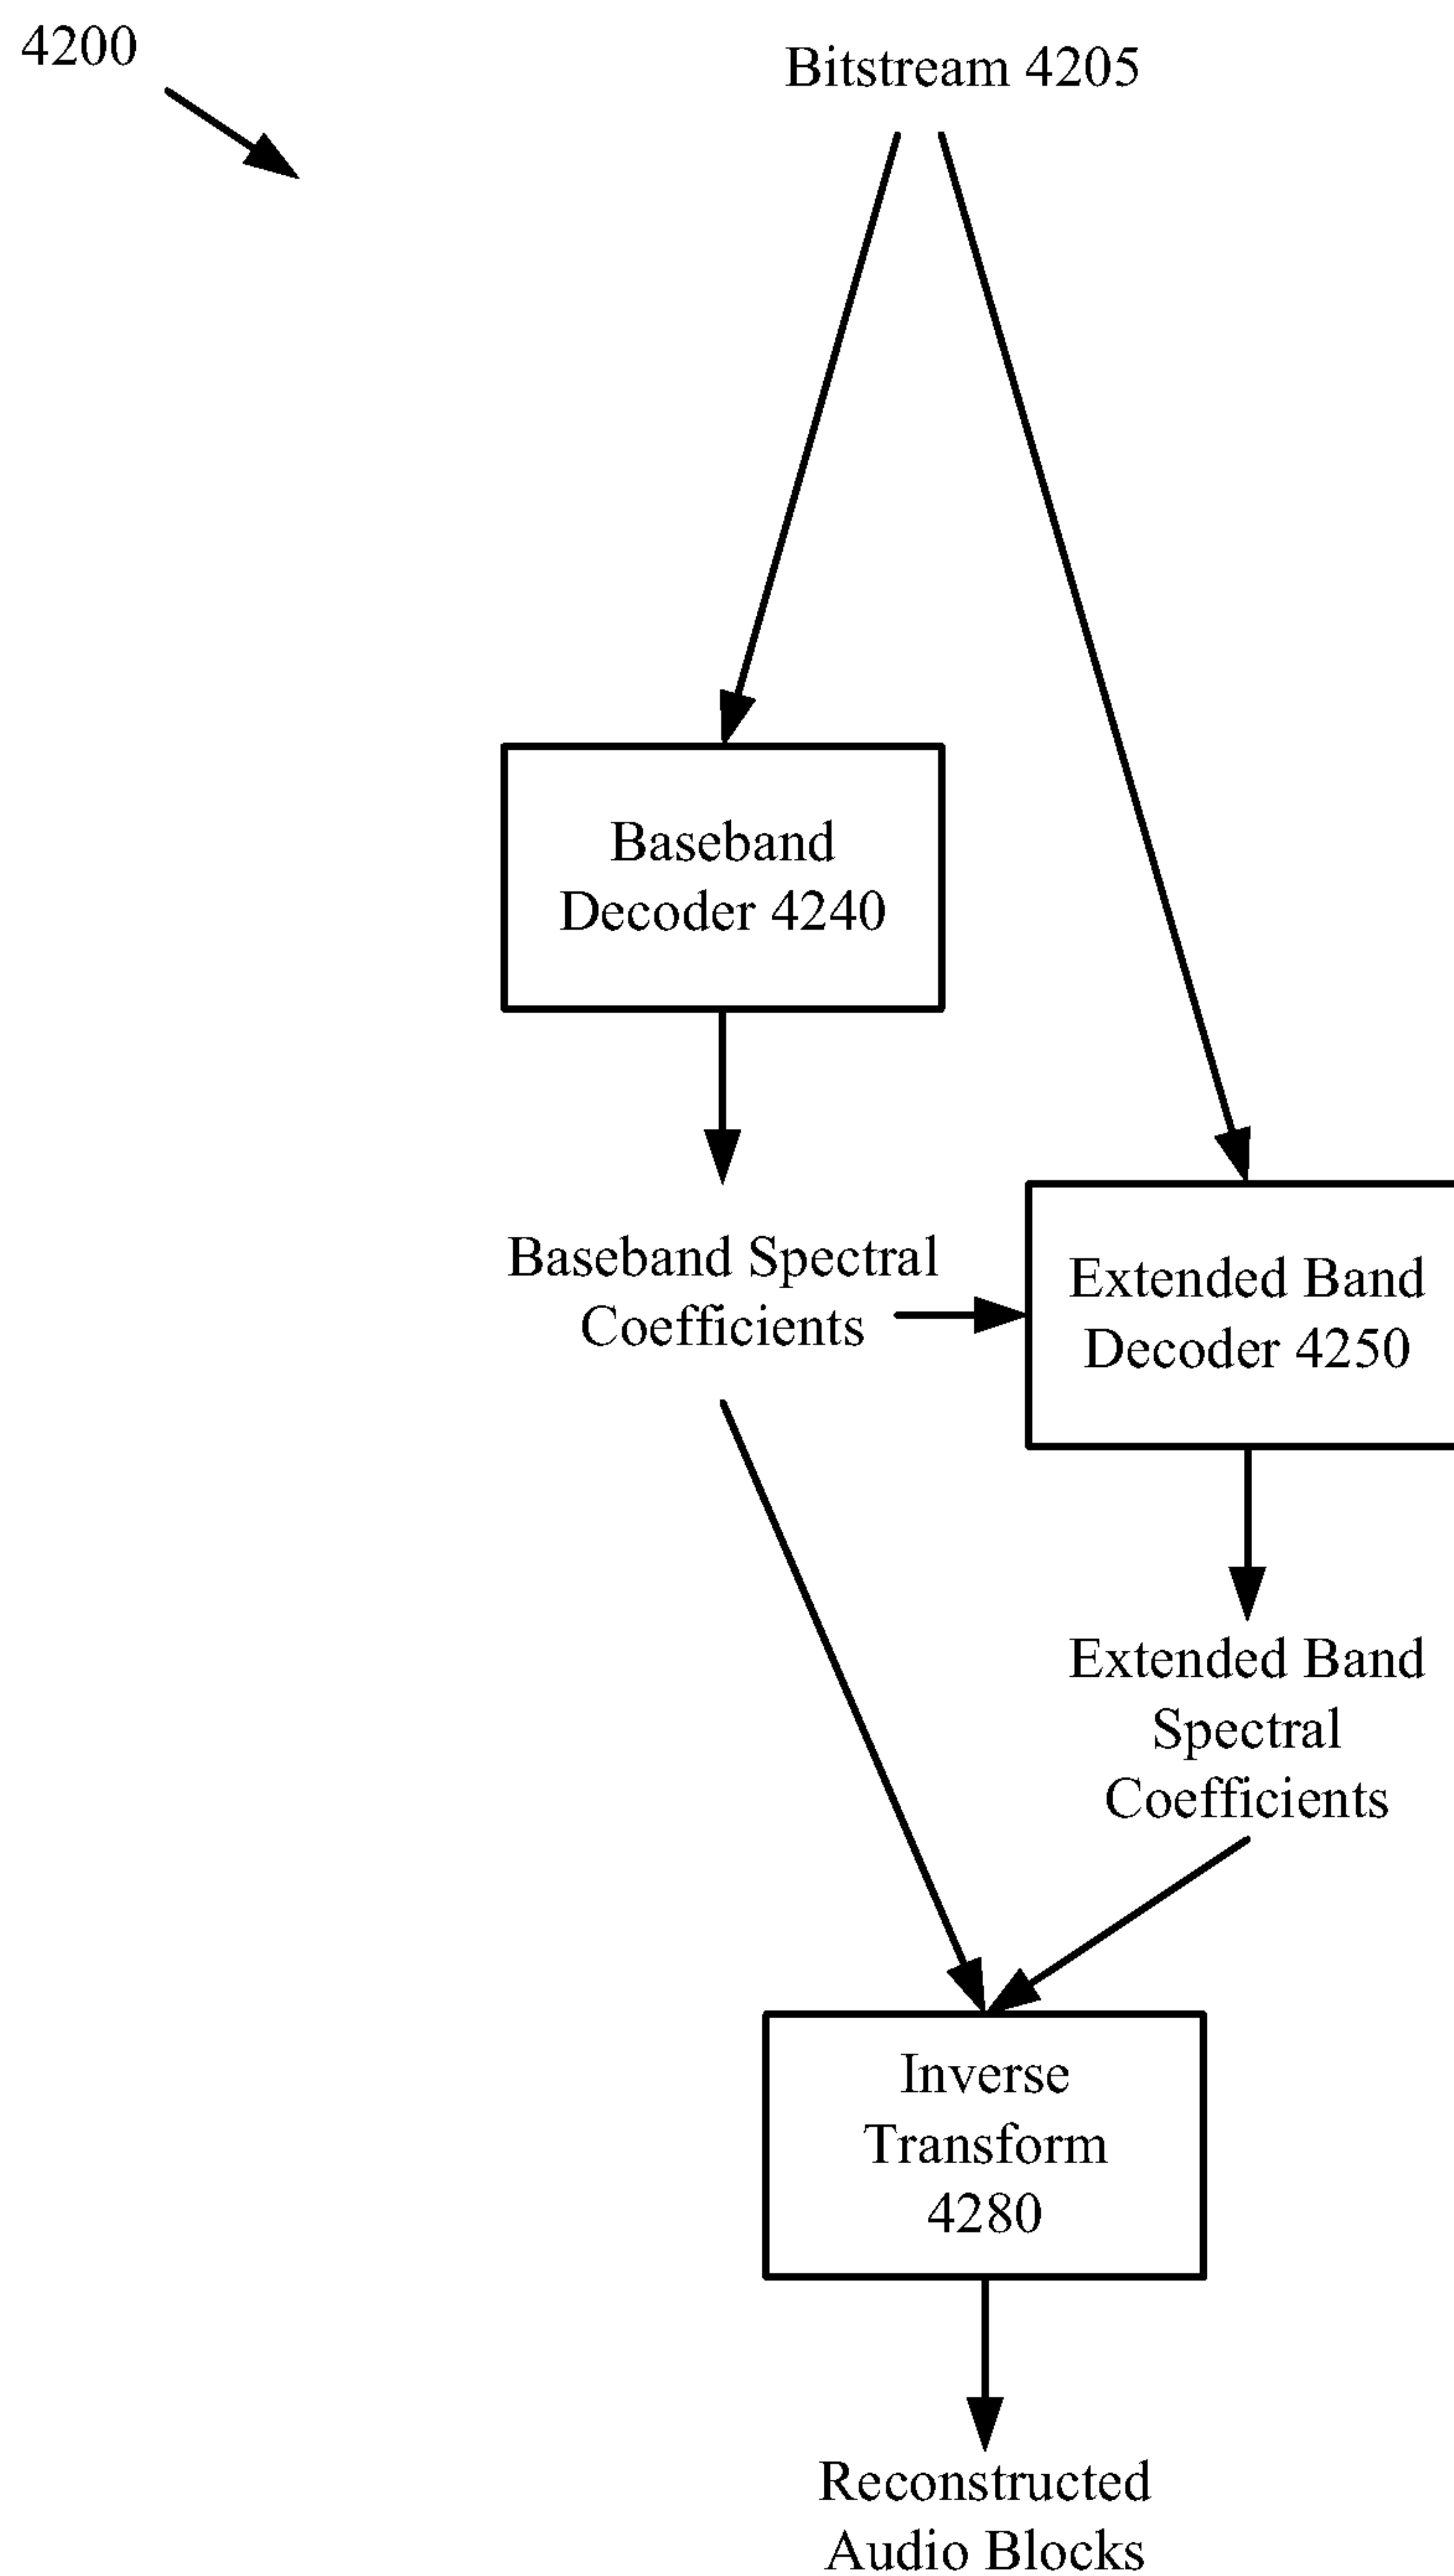 4200
Bitstream 4205
Baseband
Decoder 4240
Baseband Spectral
Coefficients
Extended Band
Decoder 4250
Extended Band
Spectral
Coefficients
Inverse
Transform
4280
Reconstructed
Audio Blocks